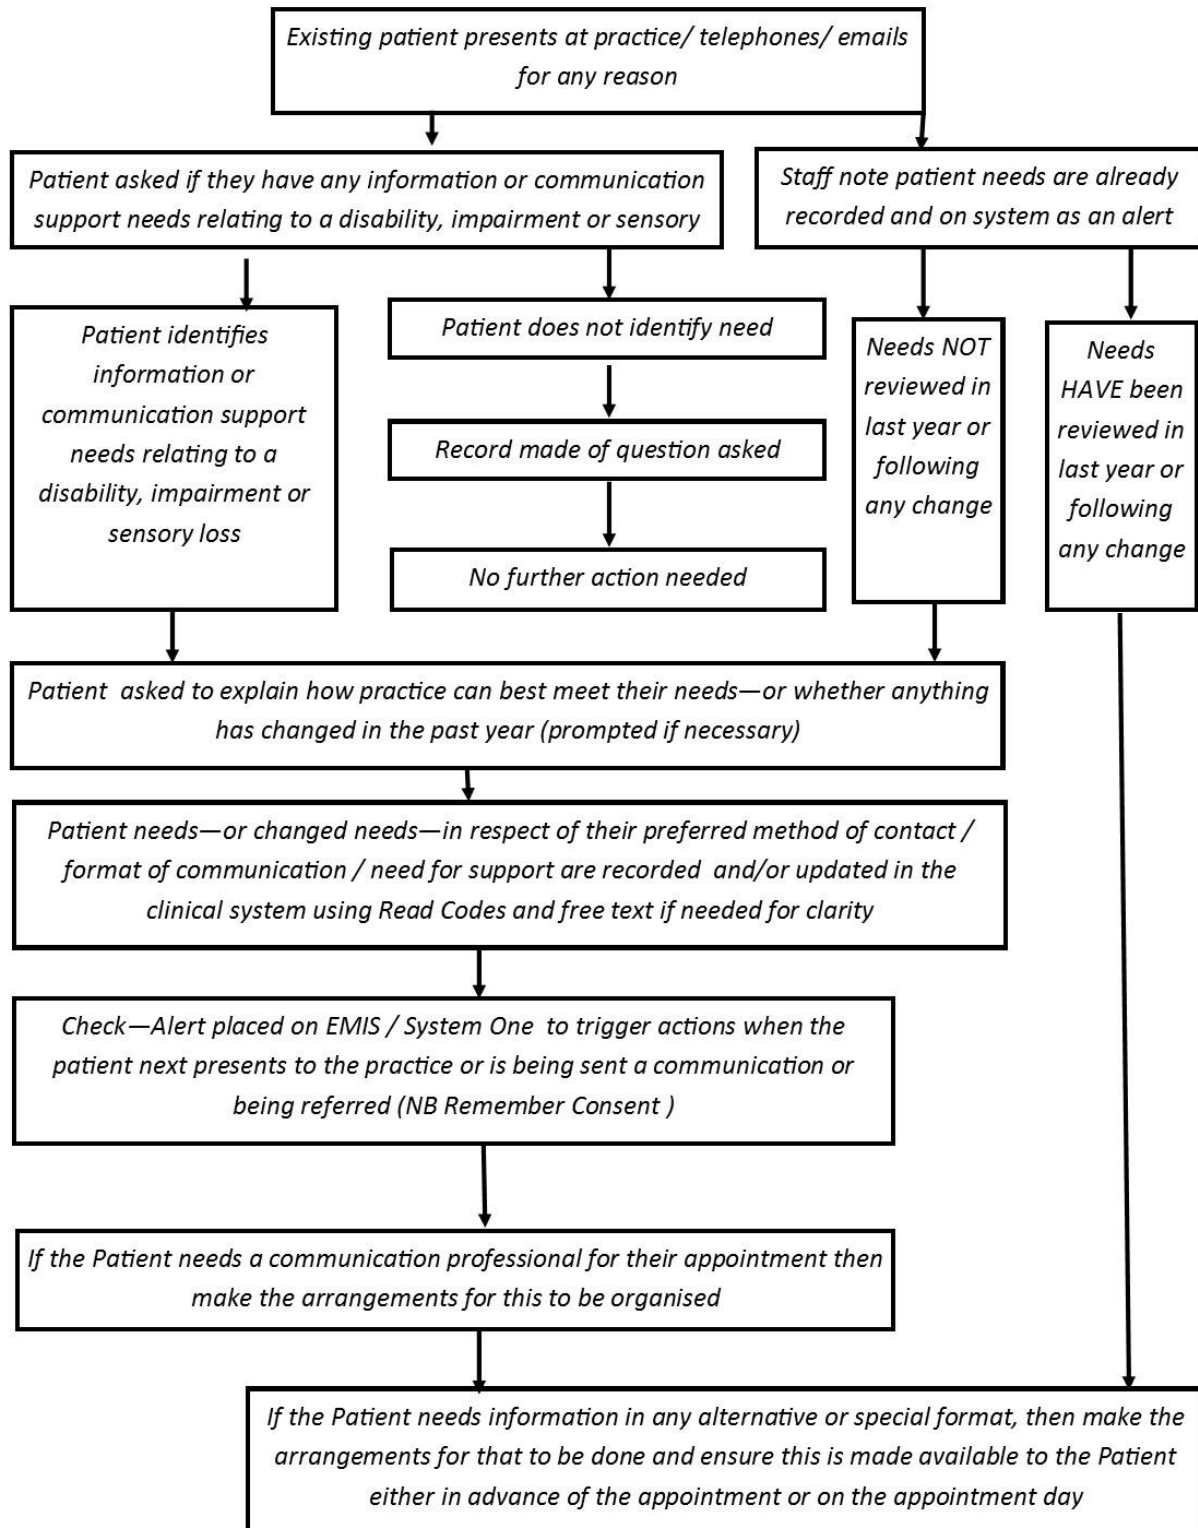 Existing patient presents at practice/ telephones/ emails
for any reason
Patient asked if they have any information or communication
support needs relating to a disability, impairment or sensory
Staff note patient needs are already
recorded and on system as an alert
Patient identifies
information or
communication support
needs relating to a
disability, impairment or
sensory loss
Patient does not identify need
Record made of question asked
No further action needed
Needs NOT
reviewed in
last year or
following
any change
Needs
HAVE been
reviewed in
last year or
following
any change
Patient asked to explain how practice can best meet their needs—or whether anything
has changed in the past year (prompted if necessary)
Patient needs—or changed needs—in respect of their preferred method of contact /
format of communication / need for support are recorded and/or updated in the
clinical system using Read Codes and free text if needed for clarity
Check—Alert placed on EMIS / System One to trigger actions when the
patient next presents to the practice or is being sent a communication or
being referred (NB Remember Consent )
If the Patient needs a communication professional for their appointment then
make the arrangements for this to be organised
If the Patient needs information in any alternative or special format, then make the
arrangements for that to be done and ensure this is made available to the Patient
either in advance of the appointment or on the appointment day